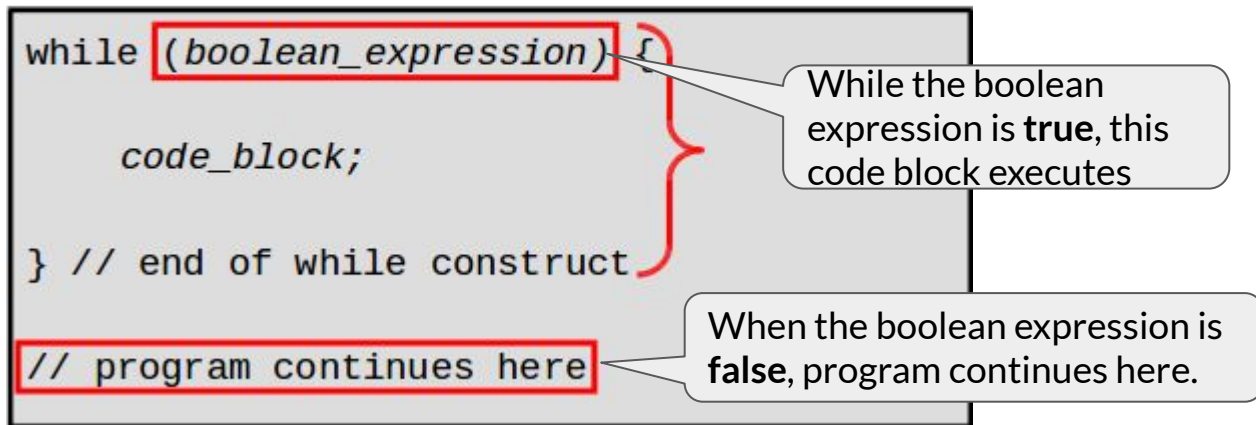 while (boolean_expression) {
While the boolean
expression is true, this
code block executes
code_block;
} // end of while construct
When the boolean expression is
false, program continues here.
// program continues here